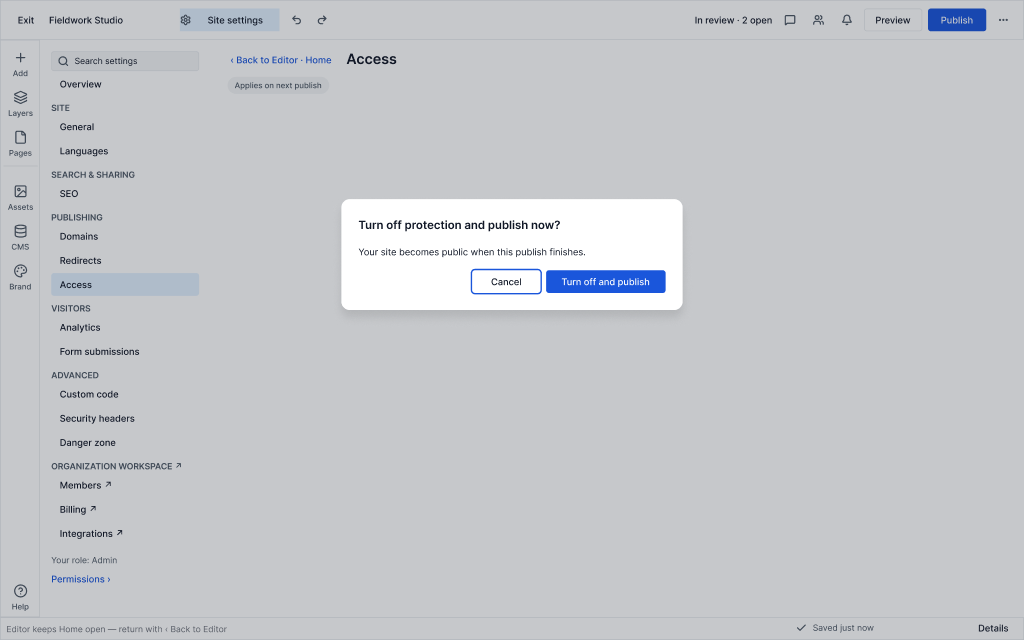 Exit
Fieldwork Studio
Site settings
In review · 2 open
Preview
Publish
Add
Layers
Pages
Assets
CMS
Brand
Help
Search settings
Overview
SITE
General
Languages
SEARCH & SHARING
SEO
PUBLISHING
Domains
Redirects
Access
VISITORS
Analytics
Form submissions
ADVANCED
Custom code
Security headers
Danger zone
ORGANIZATION WORKSPACE ↗
Members ↗
Billing ↗
Integrations ↗
Your role: Admin
Permissions ›
‹ Back to Editor · Home
Access
Applies on next publish
Turn off protection and publish now?
Your site becomes public when this publish finishes.
Cancel
Turn off and publish
Editor keeps Home open — return with ‹ Back to Editor
Saved just now
Details